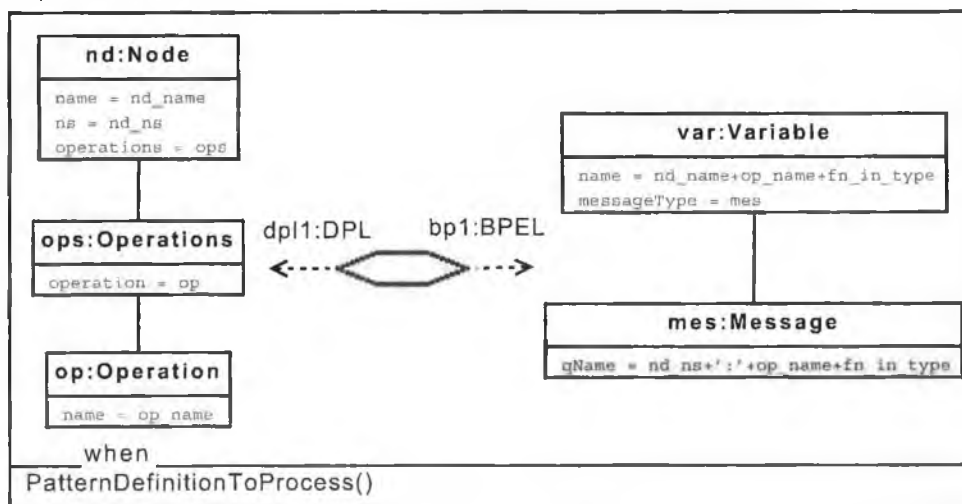 nd:Node
name = nd_name
ns = nd_ns
operations = ops
ops:Operations
operation = op
op:Operation
name = op_name
dpl1:DPL
bp1:BPEL
var:Variable
name = nd_name+op_name+fn_in_type
messageType = mes
mes:Message
qName = nd_ns+':'+op_name+fn_in_type
when
PatternDefinitionToProcess()